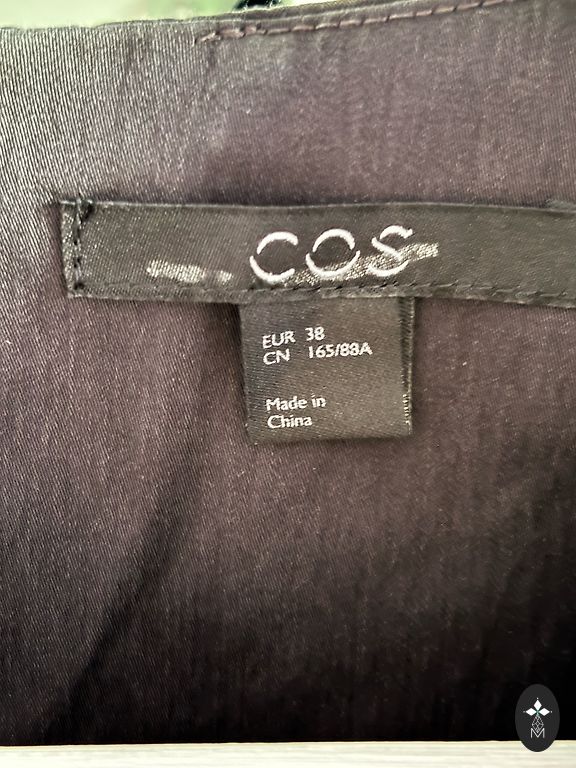 COS
EUR 38
CN 165/88A
Made in
China
M